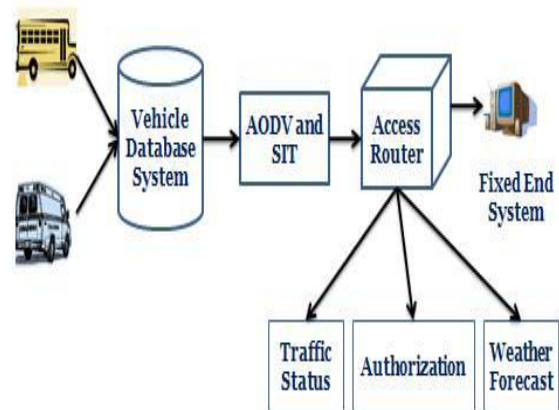 Vehicle
Database
System
AODV and
SIT
Access
Router
Fixed End
System
Traffic
Status
Authorization
Weather
Forecast